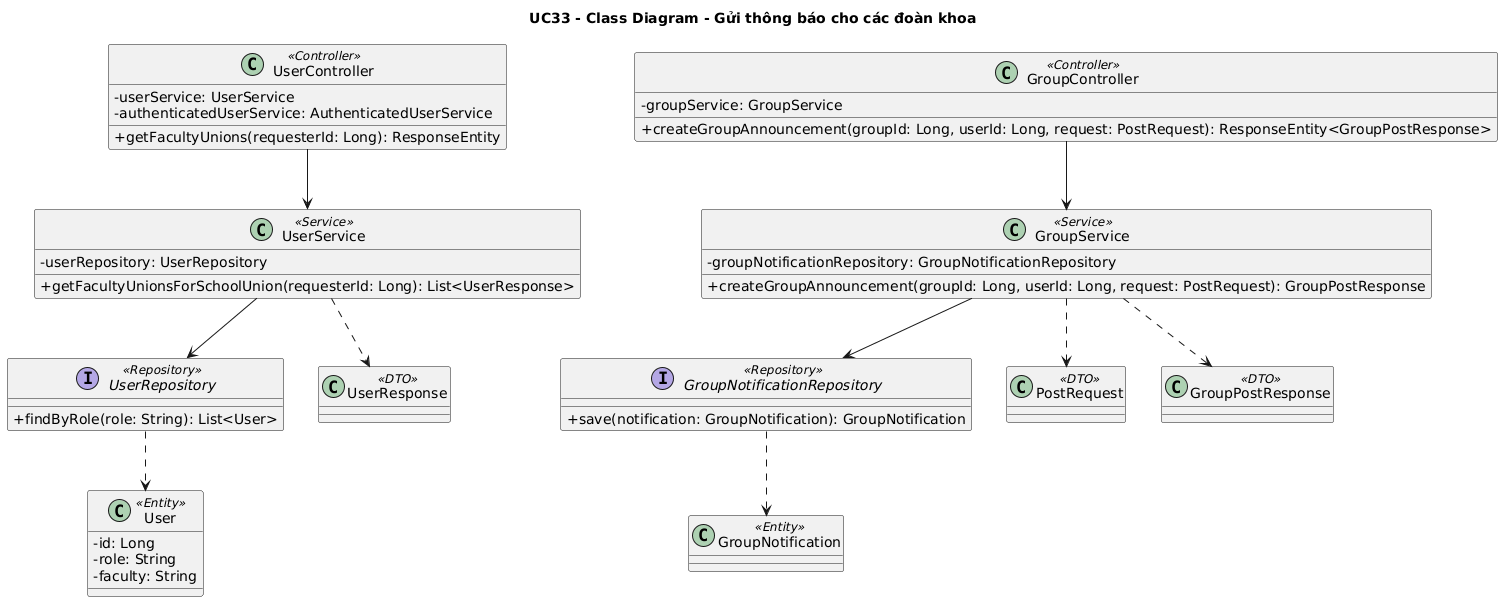 UC33 - Class Diagram - Gửi thông báo cho các đoàn khoa
C
«Controller»
UserController
-userService: UserService
-authenticatedUserService: AuthenticatedUserService
+getFacultyUnions(requesterId: Long): ResponseEntity
C
«Controller»
GroupController
-groupService: GroupService
+createGroupAnnouncement(groupId: Long, userId: Long, request: PostRequest): ResponseEntity<GroupPostResponse>
C
«Service»
UserService
-userRepository: UserRepository
+getFacultyUnionsForSchoolUnion(requesterId: Long): List<UserResponse>
C
«Service»
GroupService
-groupNotificationRepository: GroupNotificationRepository
+createGroupAnnouncement(groupId: Long, userId: Long, request: PostRequest): GroupPostResponse
I
«Repository»
UserRepository
+findByRole(role: String): List<User>
C
«DTO»
UserResponse
I
«Repository»
GroupNotificationRepository
+save(notification: GroupNotification): GroupNotification
C
«DTO»
PostRequest
C
«DTO»
GroupPostResponse
C
«Entity»
User
-id: Long
-role: String
-faculty: String
C
«Entity»
GroupNotification